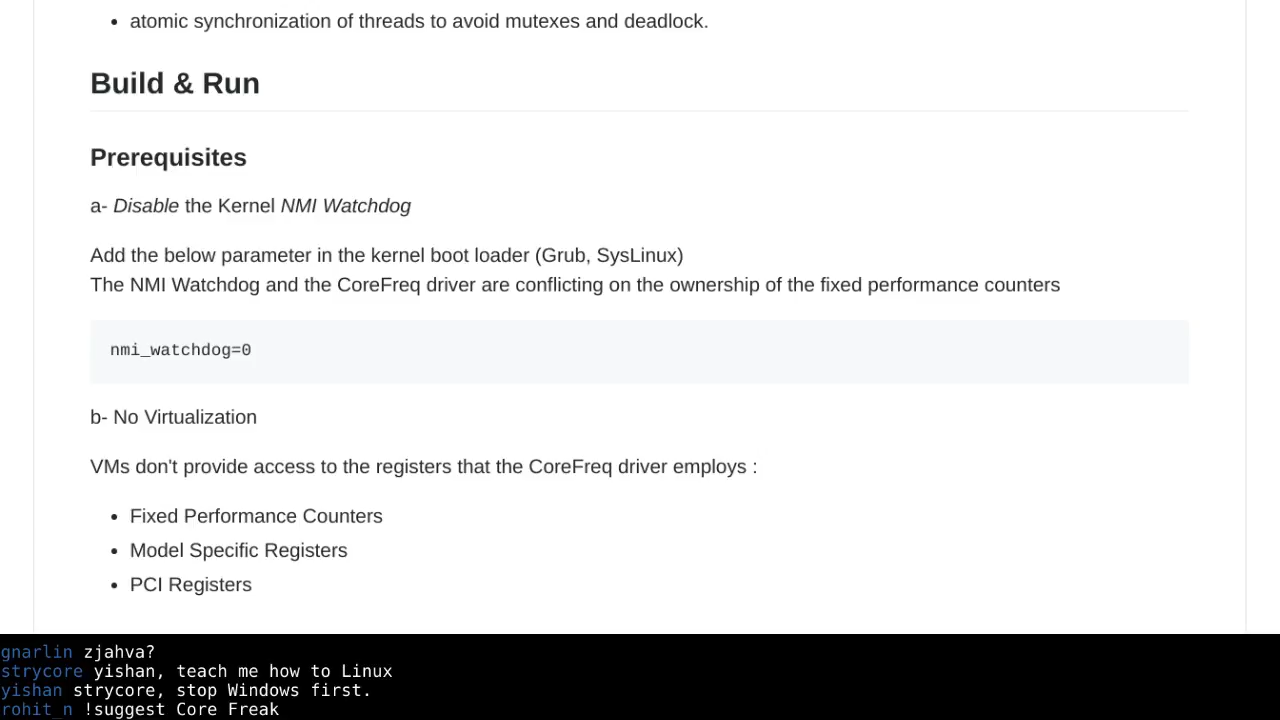 • atomic synchronization of threads to avoid mutexes and deadlock.
Build & Run
Prerequisites
a- Disable the Kernel NMI Watchdog
Add the below parameter in the kernel boot loader (Grub, SysLinux)
The NMI Watchdog and the CoreFreq driver are conflicting on the ownership of the fixed performance counters
nmi_watchdog=0
b- No Virtualization
VMs don't provide access to the registers that the CoreFreq driver employs :
• Fixed Performance Counters
• Model Specific Registers
• PCI Registers
gnarlin zjahva?
strycore yishan, teach me how to Linux
yishan strycore, stop Windows first.
rohit_n !suggest Core Freak